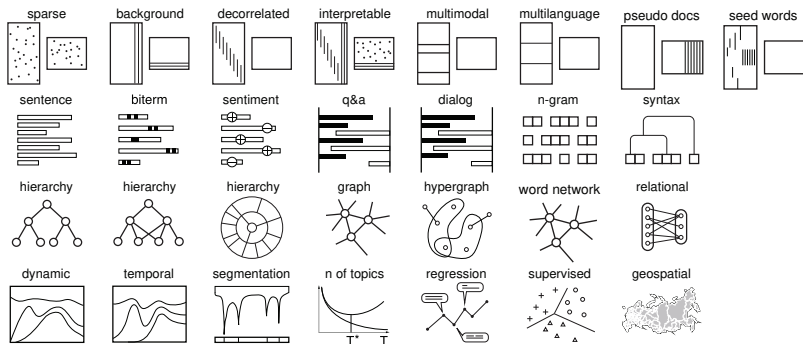 sparse background decorrelated interpretable multimodal multilanguage pseudo docs seed words
sentence biterm sentiment q&a dialog n-gram syntax
hierarchy hierarchy hierarchy graph hypergraph word network relational
dynamic temporal segmentation n of topics regression supervised geospatial
T* T